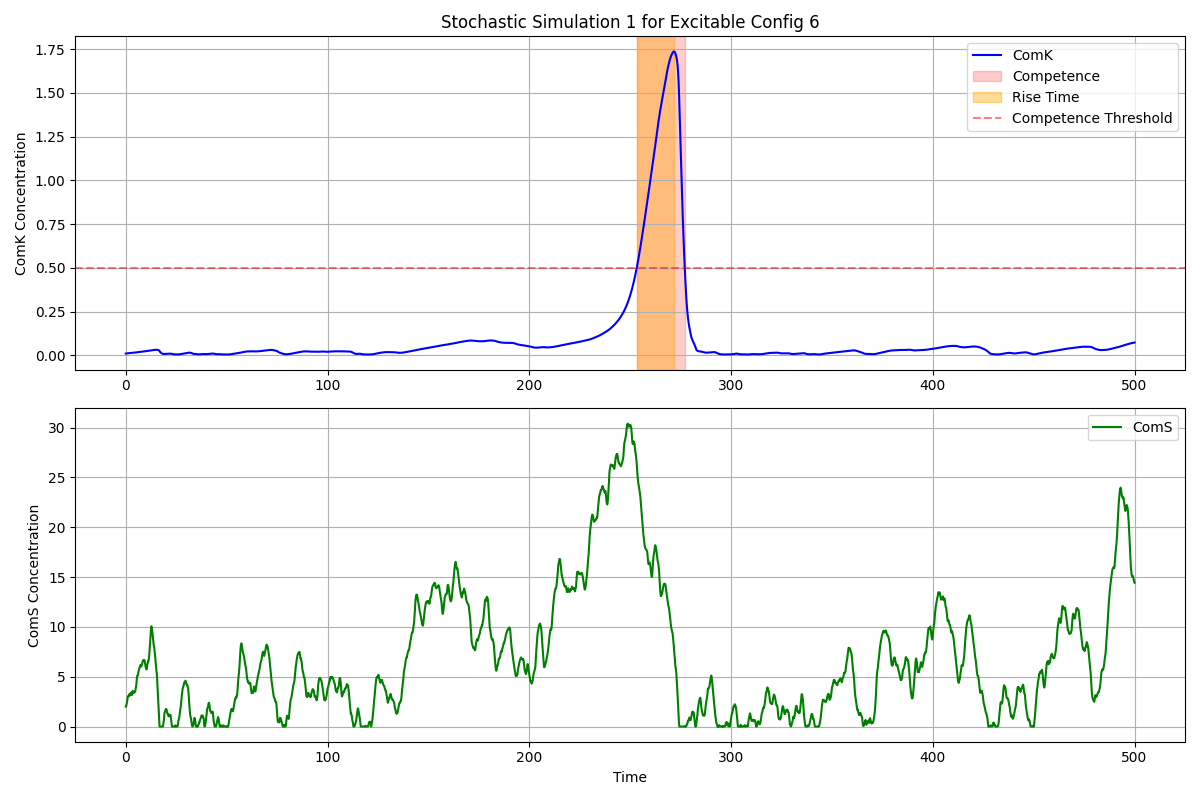 Stochastic Simulation 1 for Excitable Config 6
ComK Concentration
1.75
1.50
1.25
1.00
0.75
0.50
0.25
0.00
ComK
Competence
Rise Time
Competence Threshold
0 100 200 300 400 500
ComS Concentration
30
25
20
15
10
5
0
ComS
0 100 200 300 400 500
Time